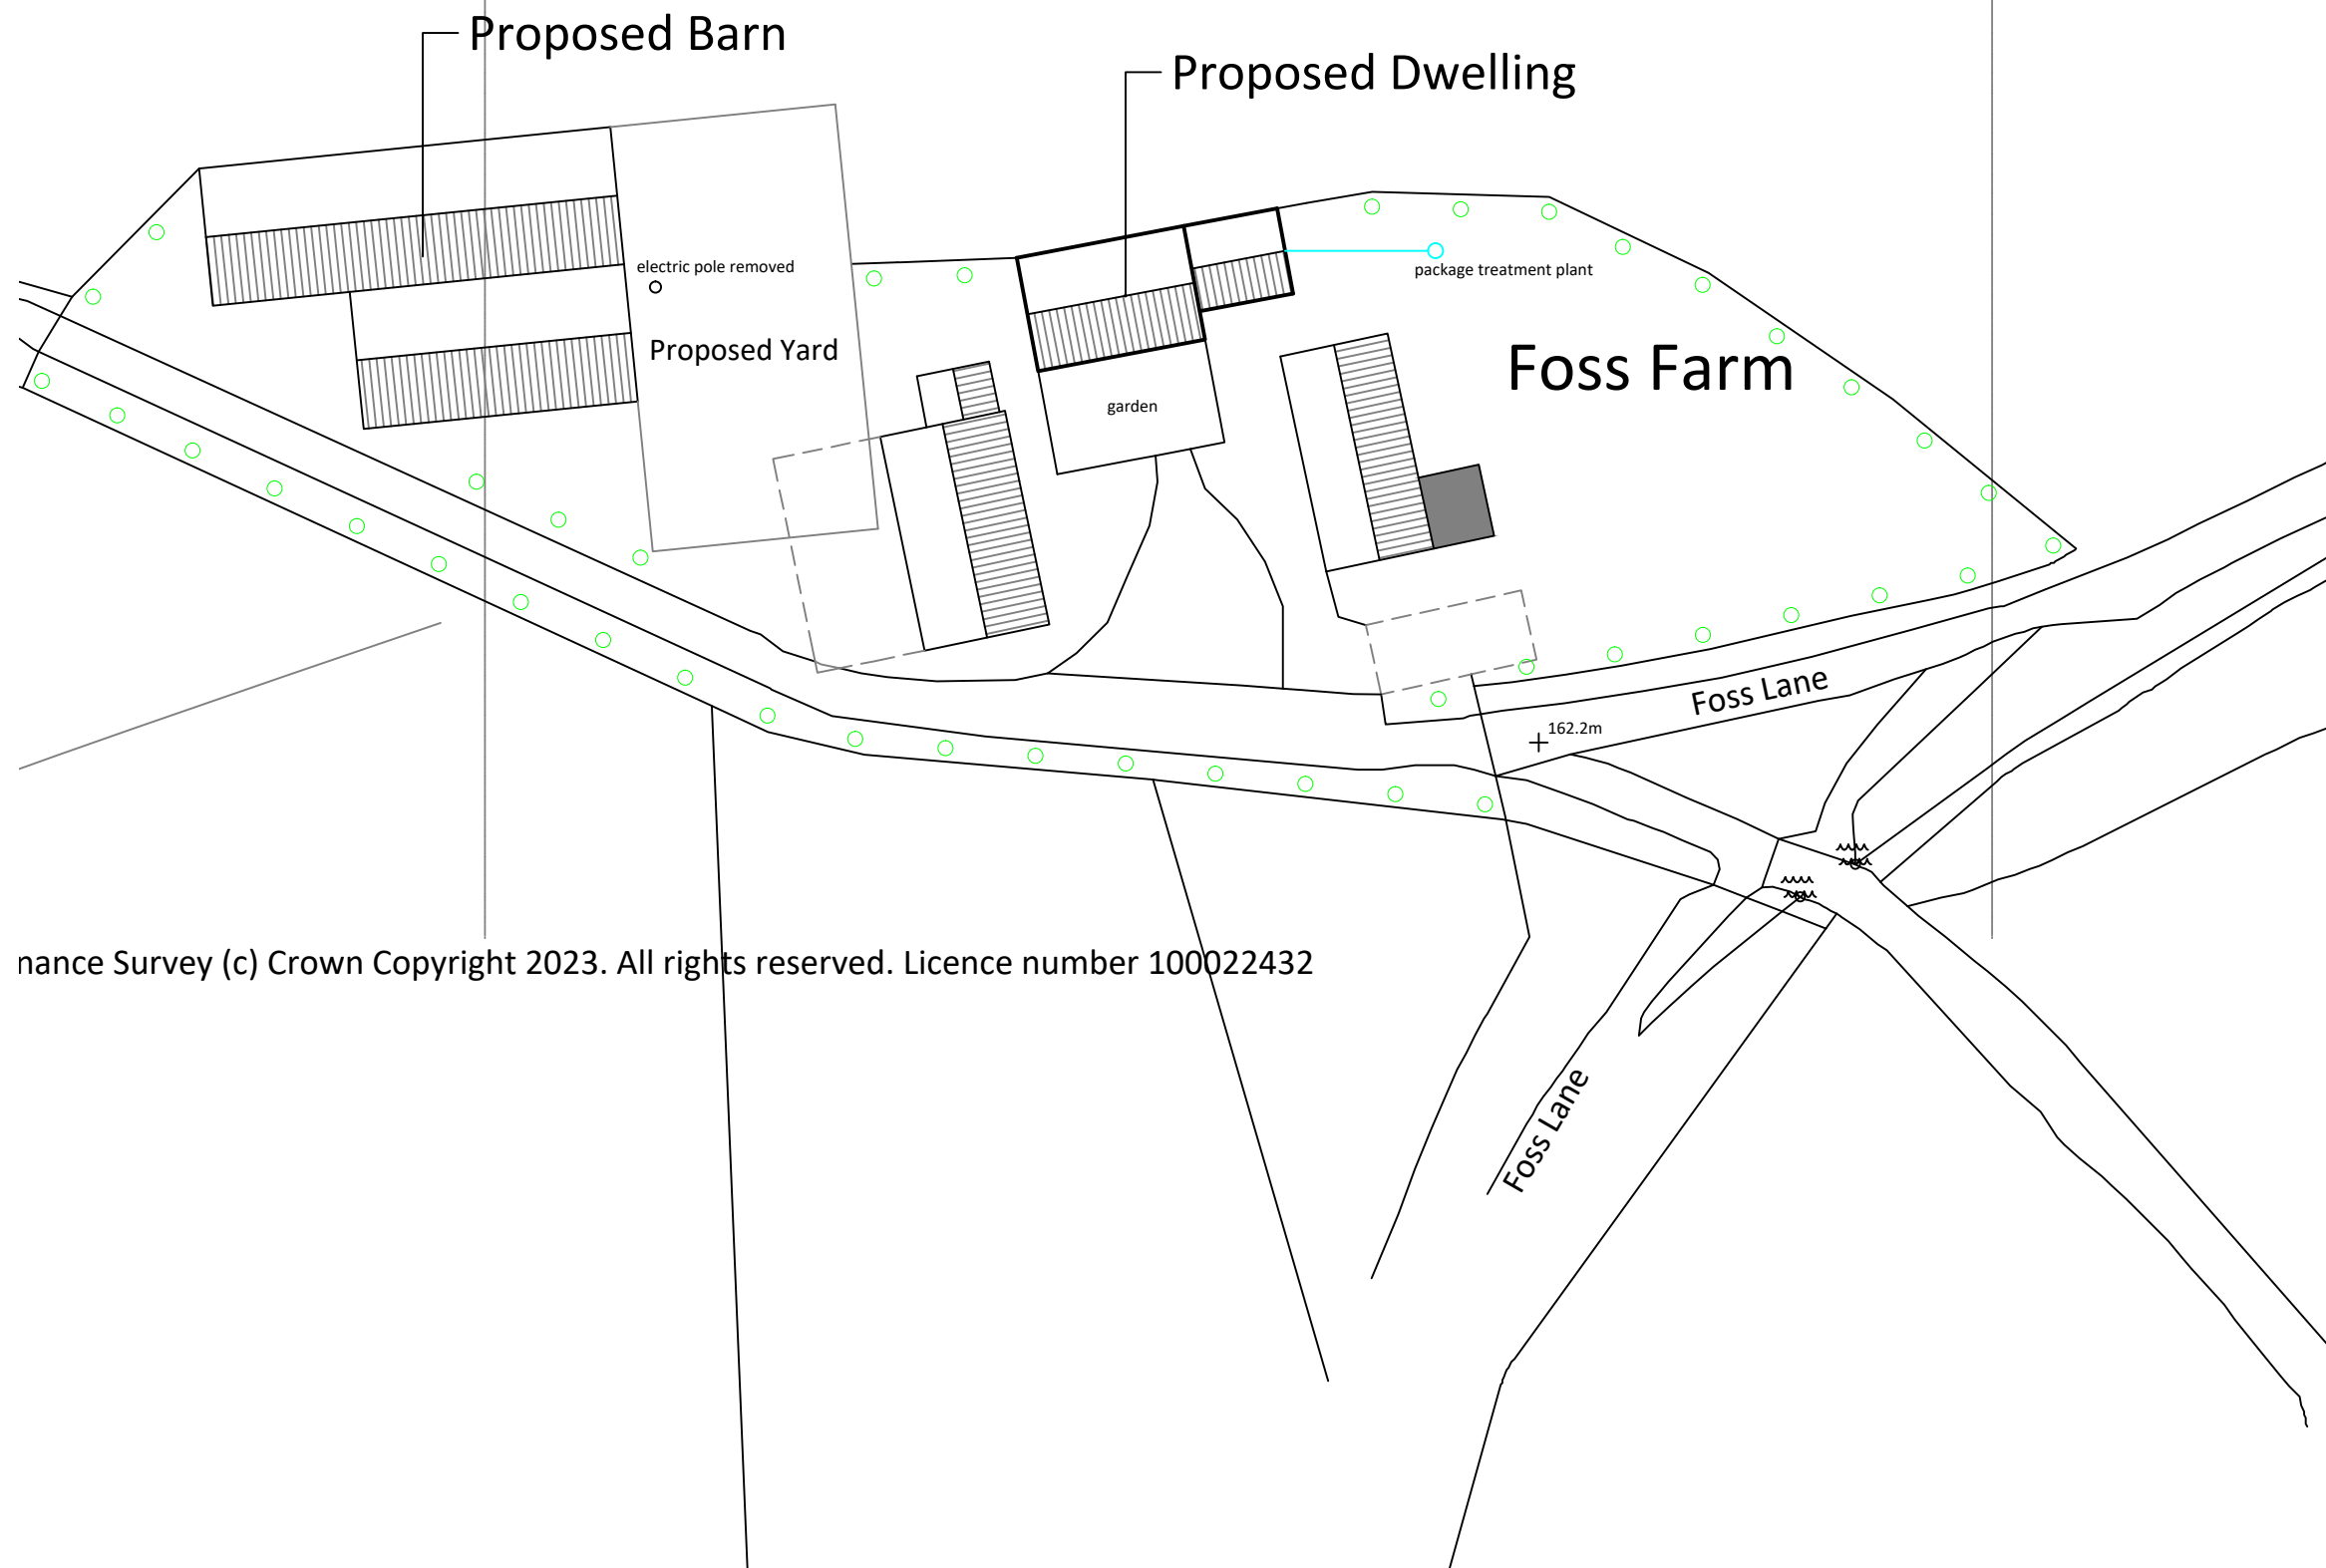 Proposed Barn
Proposed Dwelling
electric pole removed
package treatment plant
Proposed Yard
Foss Farm
garden
Foss Lane
162.2m
nance Survey (c) Crown Copyright 2023. All rights reserved. Licence number 100022432
Foss Lane